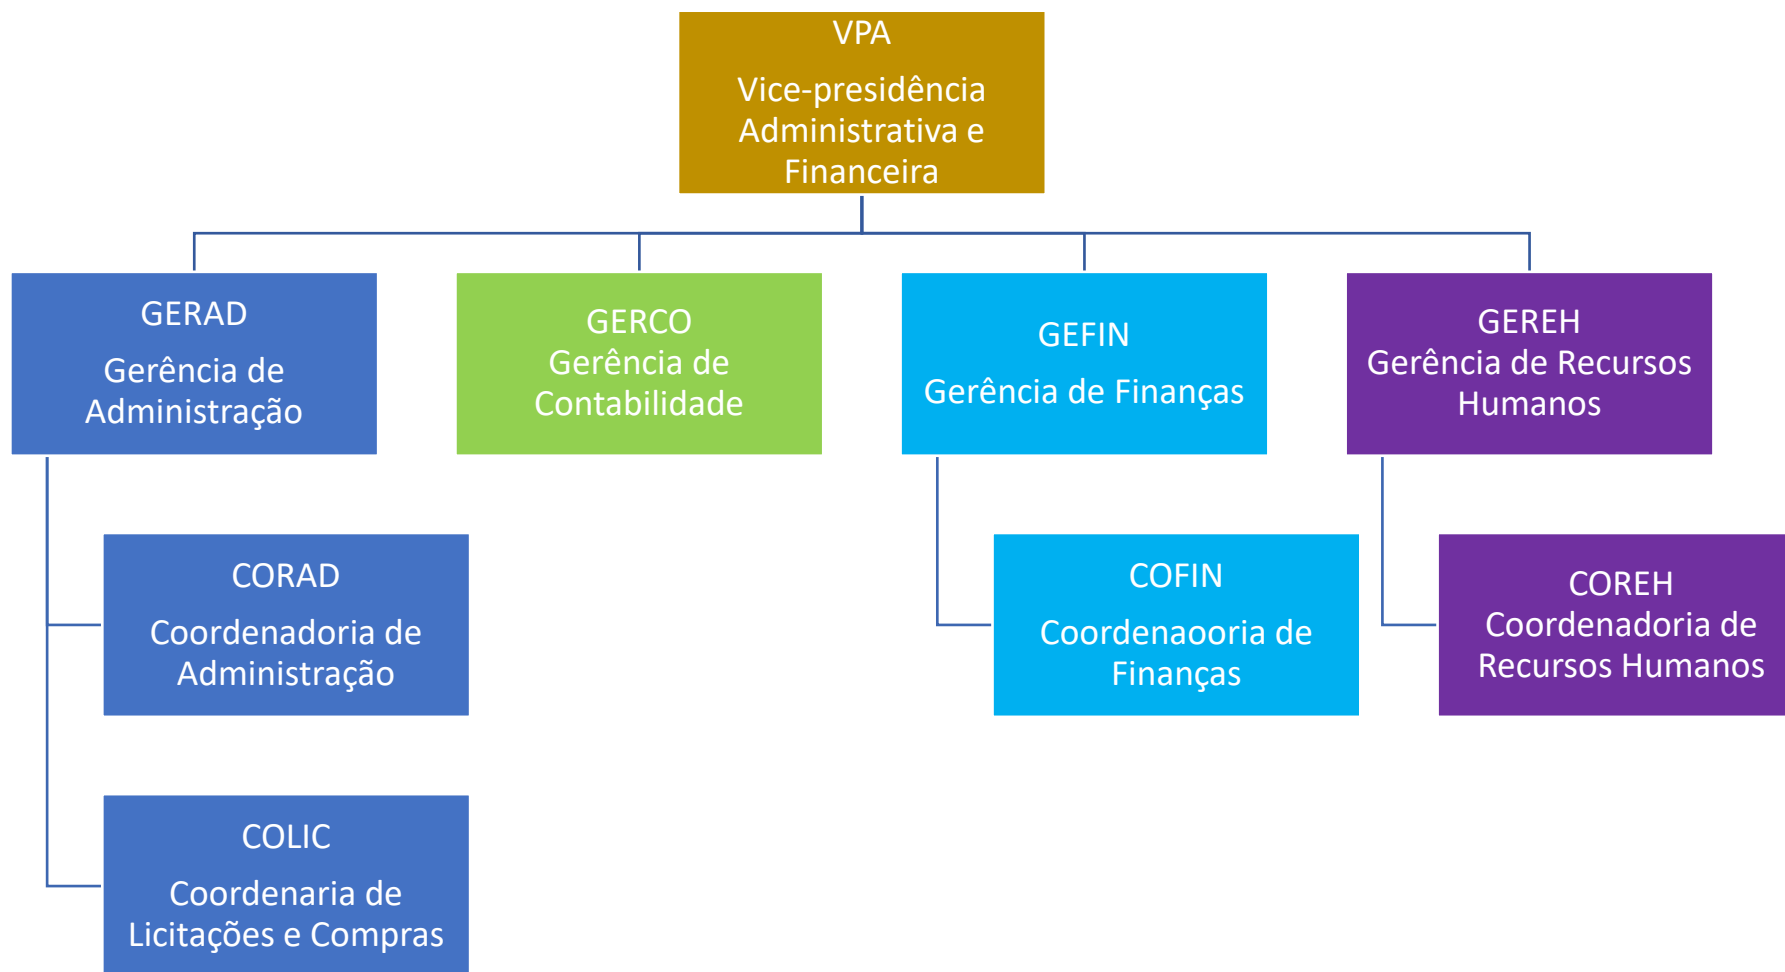 VPA
Vice-presidência
Administrativa e
Financeira
GERAD
Gerência de
Administração
GERCO
Gerência de
Contabilidade
GEFIN
Gerência de Finanças
GEREH
Gerência de Recursos
Humanos
CORAD
Coordenadoria de
Administração
COFIN
Coordenaooria de
Finanças
COREH
Coordenadoria de
Recursos Humanos
COLIC
Coordenaria de
Licitações e Compras